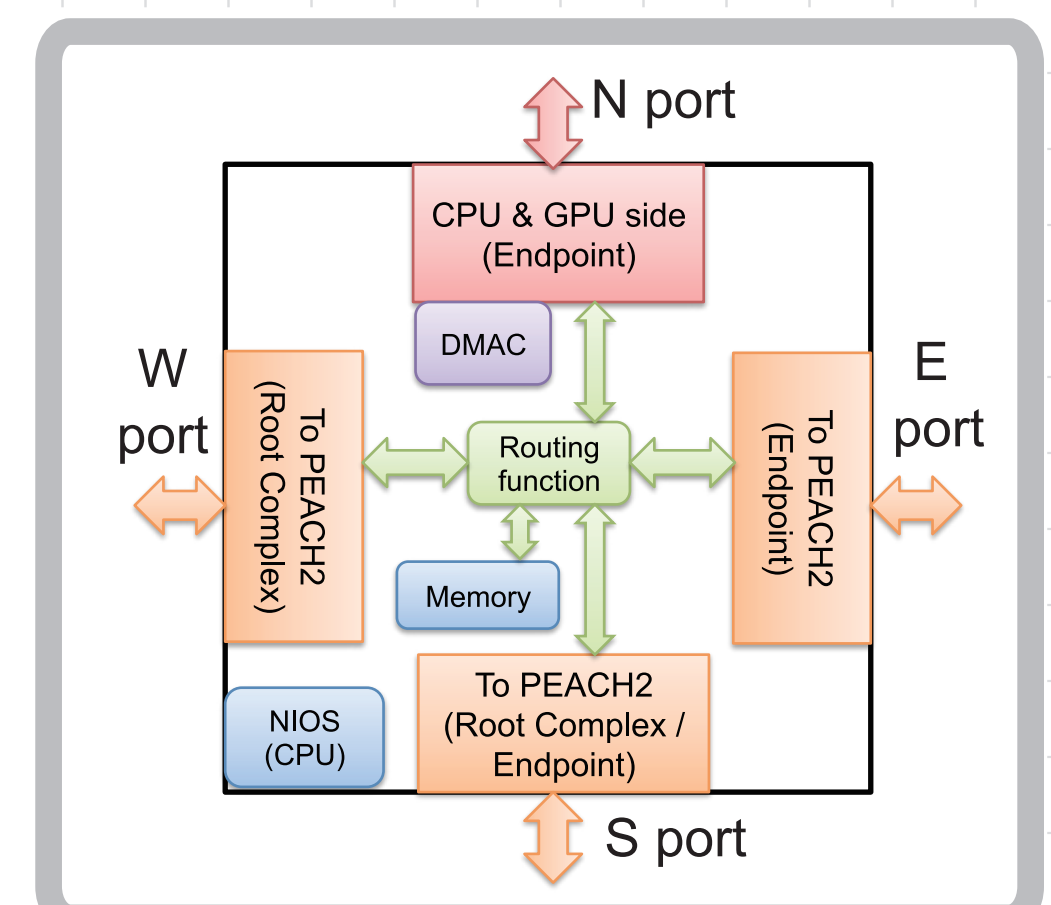 N port
CPU & GPU side
(Endpoint)
DMAC
W
port
To PEACH2
(Root Complex)
Routing
function
To PEACH2
(Endpoint)
E
port
Memory
NIOS
(CPU)
To PEACH2
(Root Complex /
Endpoint)
S port